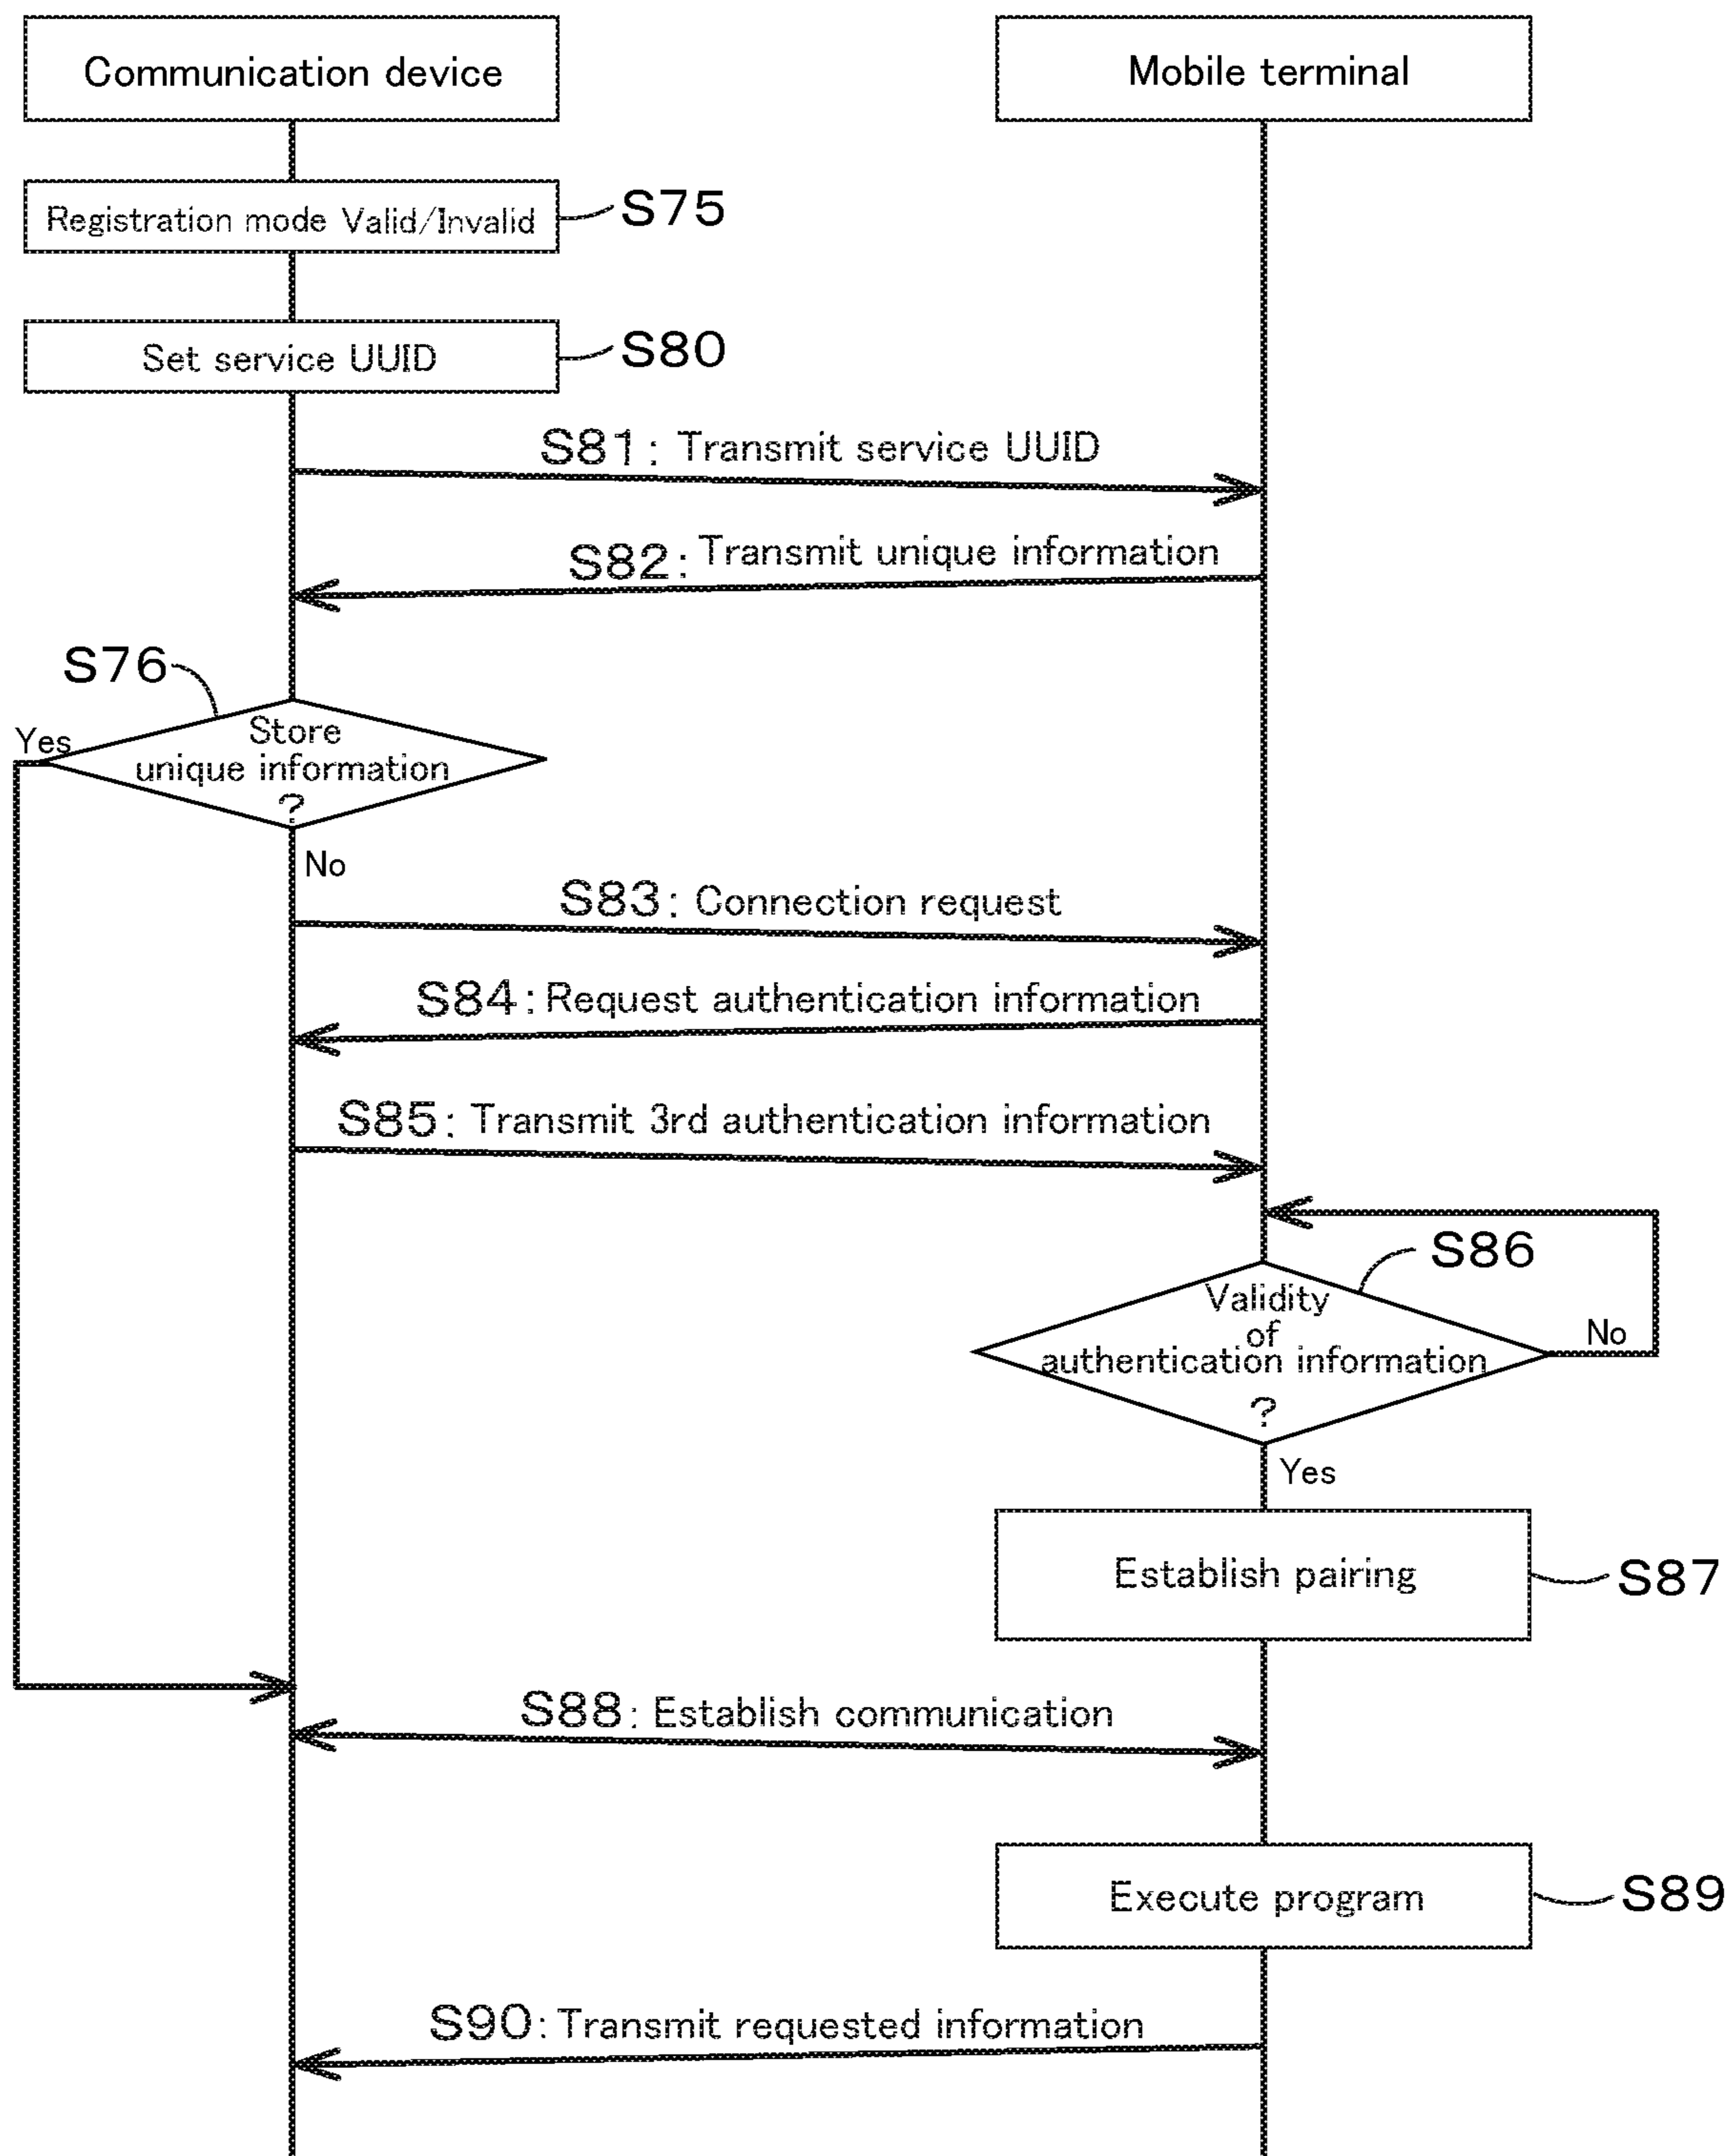 Communication device
Mobile terminal
Registration mode Valid/Invalid
S75
Set service UUID
S80
S81: Transmit service UUID
S82: Transmit unique information
S76
Yes
Store
unique information
?
No
S83: Connection request
S84: Request authentication information
S85: Transmit 3rd authentication information
S86
Validity
of
authentication information
?
No
Yes
Establish pairing
S87
S88: Establish communication
Execute program
S89
S90: Transmit requested information